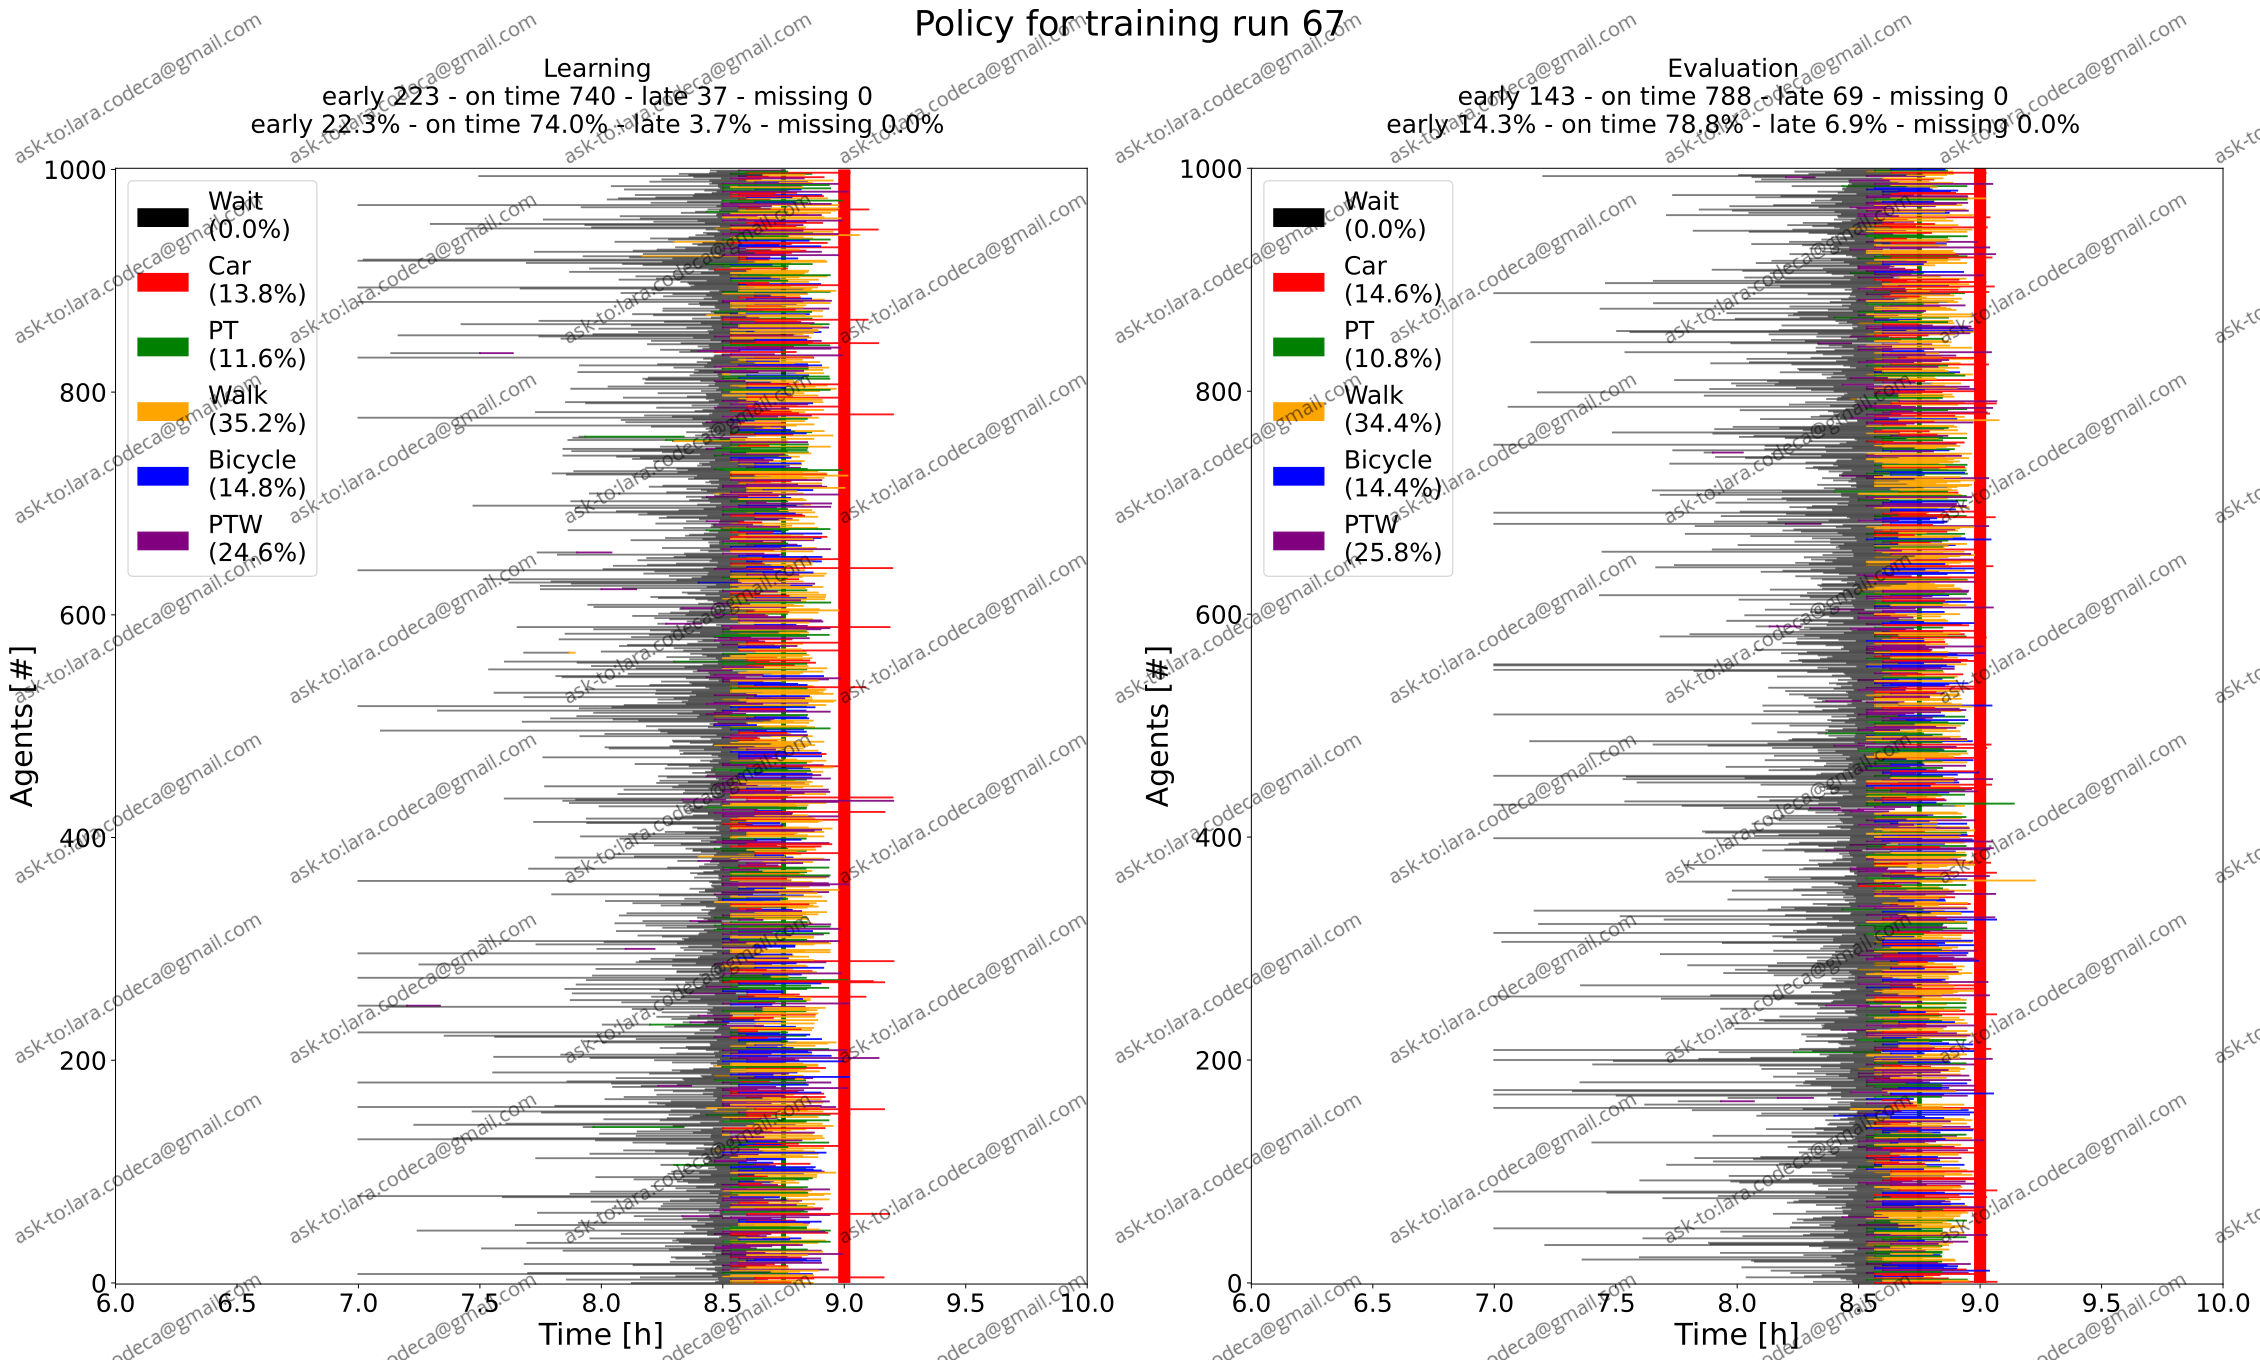 Policy for training run 67
Learning
early 223 - on time 740 - late 37 - missing 0
early 22.3% - on time 74.0% - late 3.7% - missing 0.0%
1000
800
600
400
200
0
Agents [#]
Wait
(0.0%)
Car
(13.8%)
PT
(11.6%)
Walk
(35.2%)
Bicycle
(14.8%)
PTW
(24.6%)
6.0 6.5 7.0 7.5 8.0 8.5 9.0 9.5 10.0
Time [h]
Evaluation
early 143 - on time 788 - late 69 - missing 0
early 14.3% - on time 78.8% - late 6.9% - missing 0.0%
1000
800
600
400
200
0
Agents [#]
Wait
(0.0%)
Car
(14.6%)
PT
(10.8%)
Walk
(34.4%)
Bicycle
(14.4%)
PTW
(25.8%)
6.0 6.5 7.0 7.5 8.0 8.5 9.0 9.5 10.0
Time [h]
ask-to:lara.codeca@gmail.com